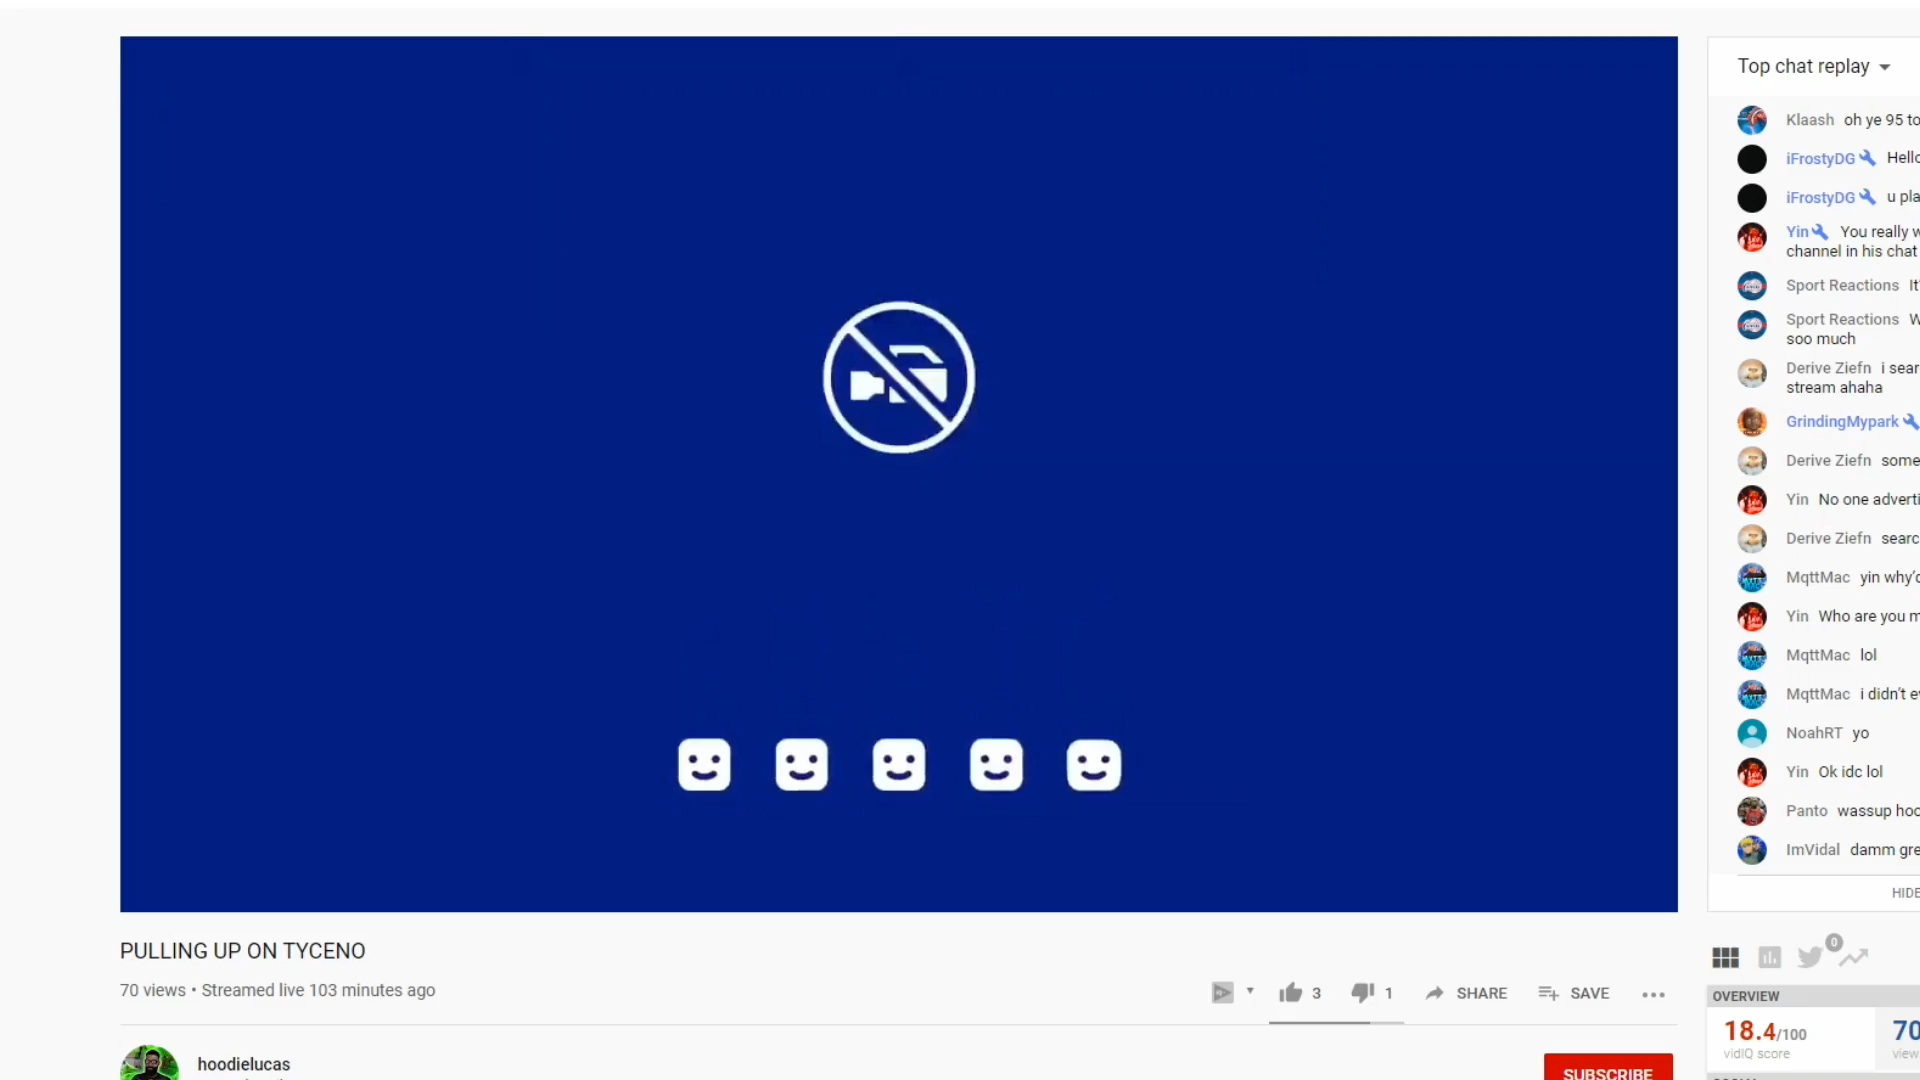 Top chat replay
Klaash oh ye 95 to
iFrostyDG Hello
iFrostyDG u pla
Yin You really w
channel in his chat
Sport Reactions It'
Sport Reactions W
soo much
Derive Ziefn i sear
stream ahaha
GrindingMypark
Derive Ziefn some
Yin No one adverti
Derive Ziefn searc
MqttMac yin why'd
Yin Who are you m
MqttMac lol
MqttMac i didn't e
NoahRT yo
Yin Ok idc lol
Panto wassup hoo
ImVidal damm gre
HIDE
PULLING UP ON TYCENO
70 views • Streamed live 103 minutes ago
3
1
SHARE
SAVE
0
OVERVIEW
18.4/100
70
vidIQ score
view
hoodielucas
SUBSCRIBE